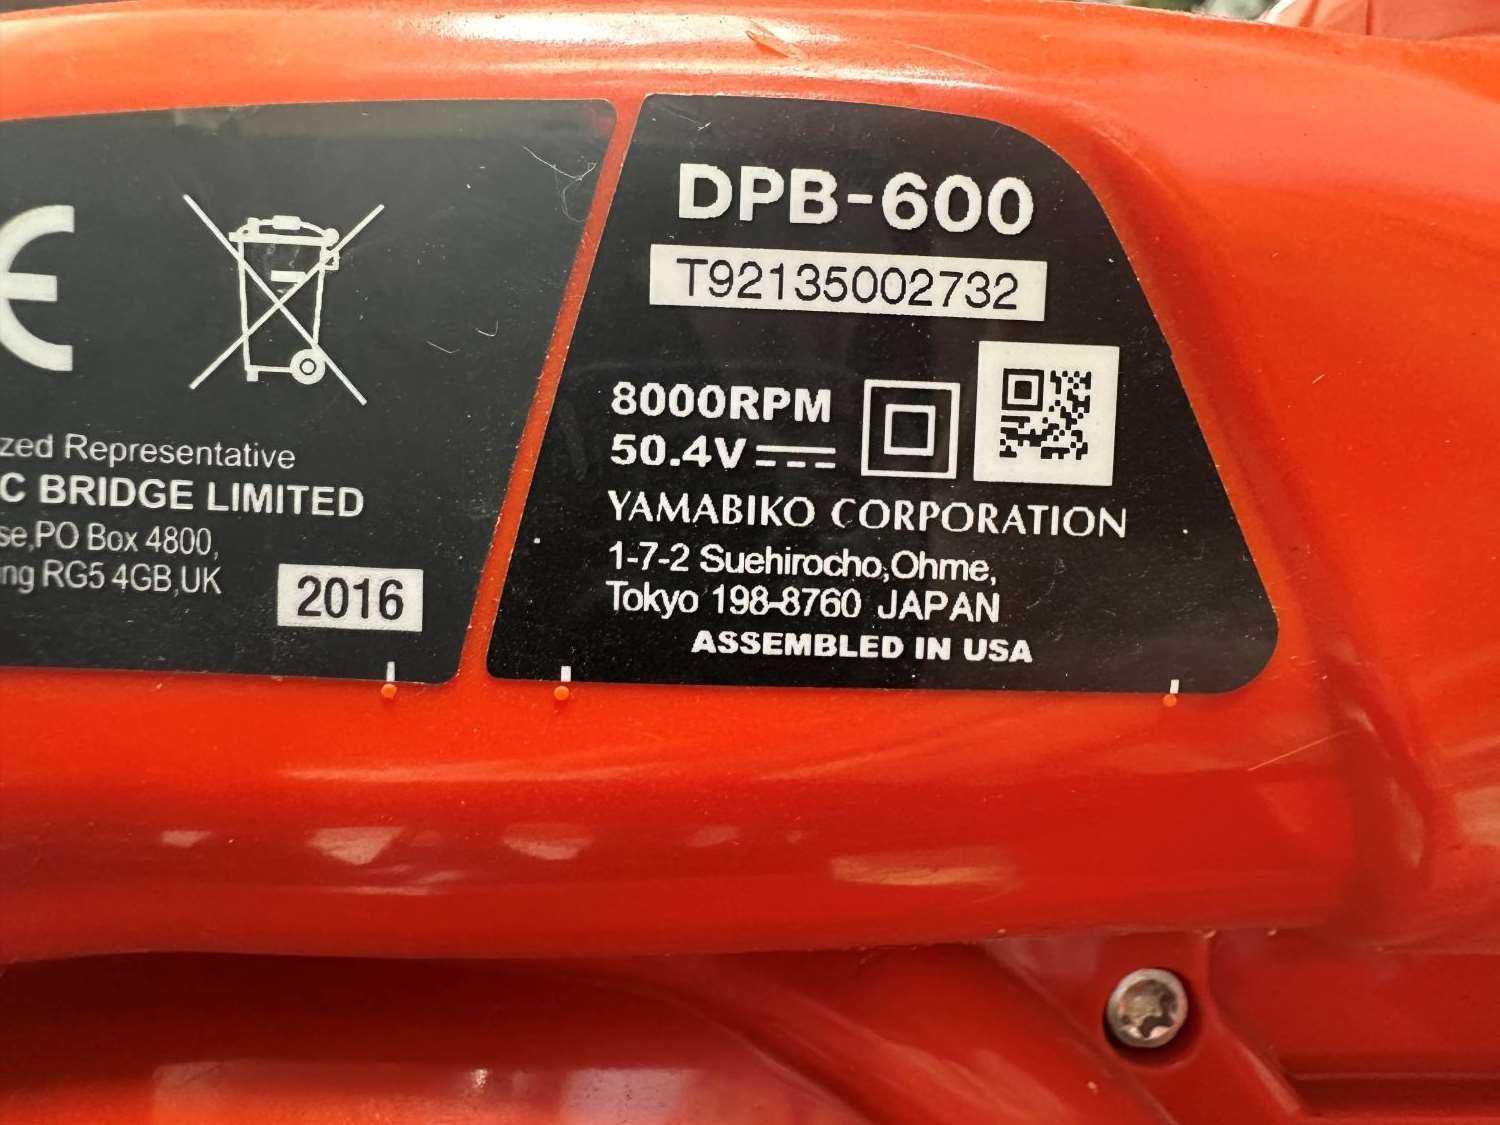 CE
zed Representative
C BRIDGE LIMITED
se,PO Box 4800,
ng RG5 4GB,UK
2016
DPB-600
T92135002732
8000RPM
50.4V
YAMABIKO CORPORATION
1-7-2 Suehirocho,Ohme,
Tokyo 198-8760 JAPAN
ASSEMBLED IN USA